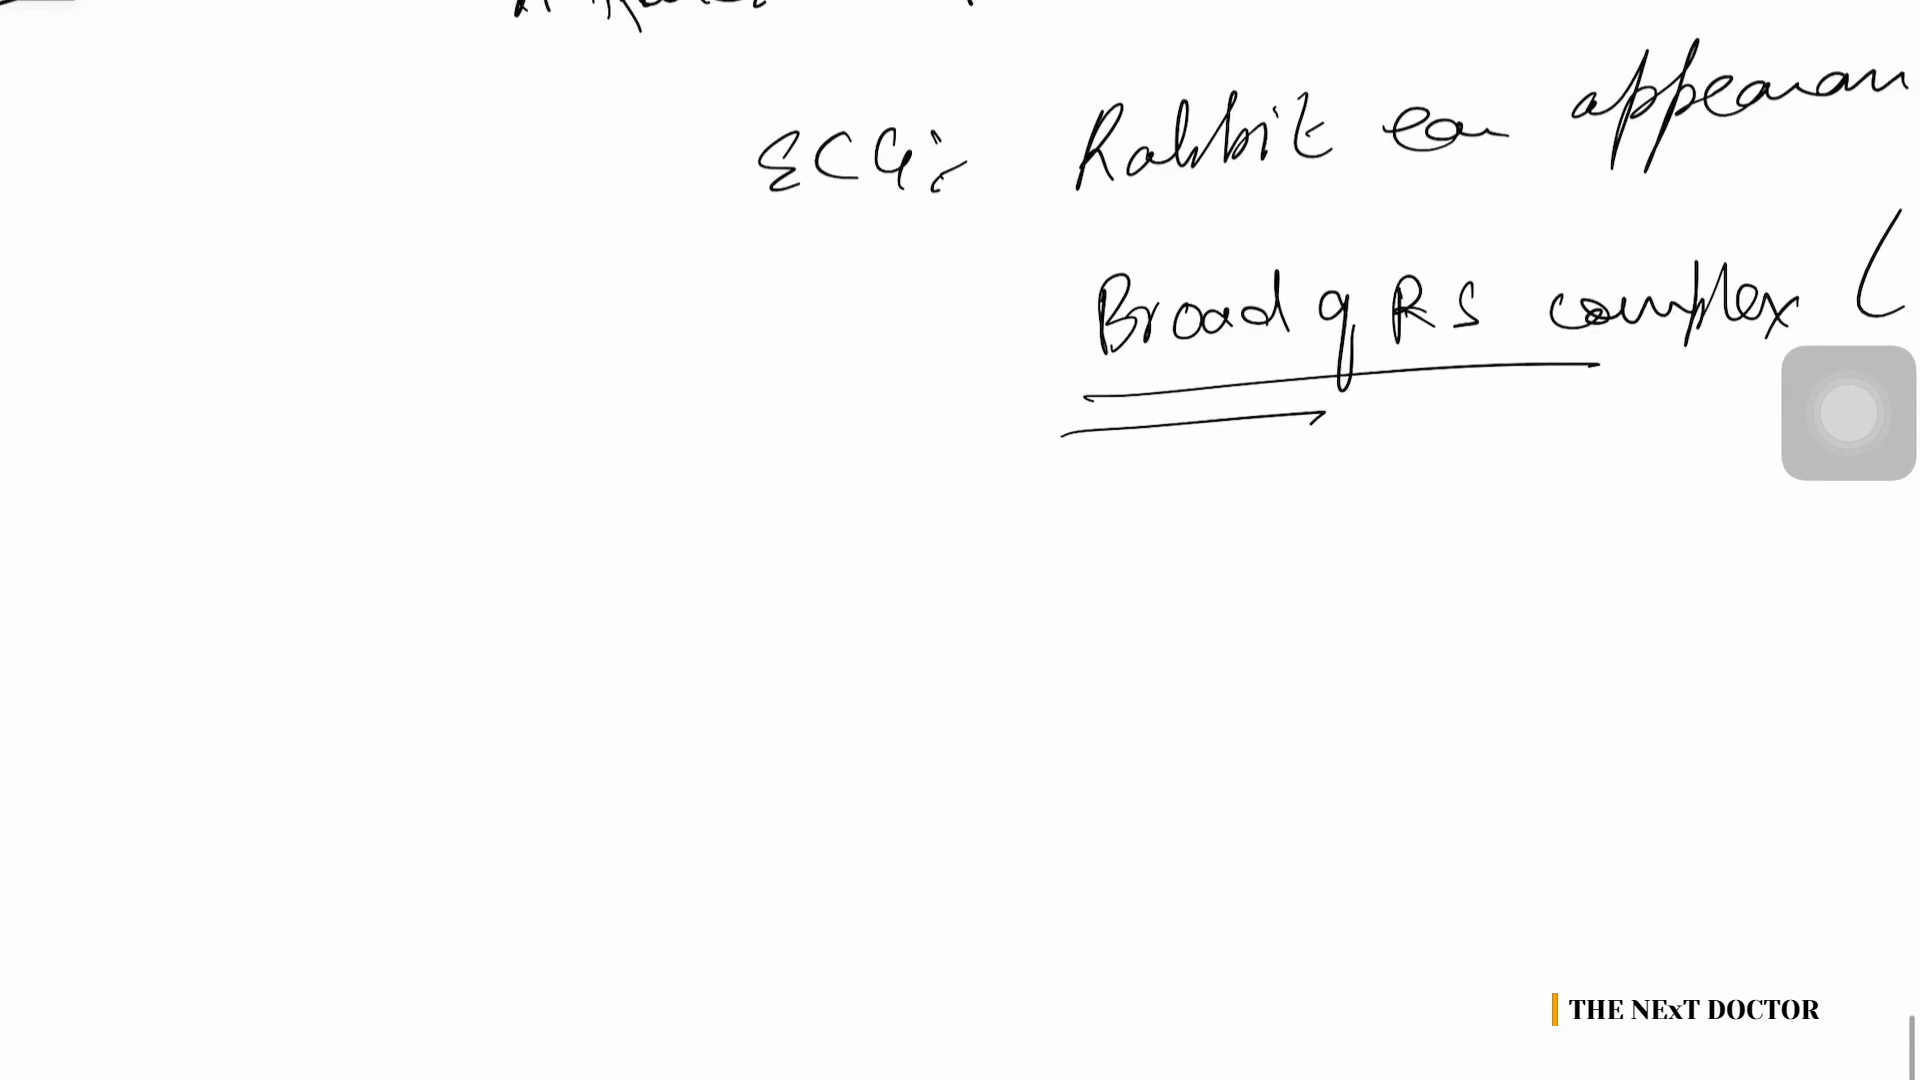 ECG:- Rabbit ear appearan
Broad qRS complex (
THE NExT DOCTOR